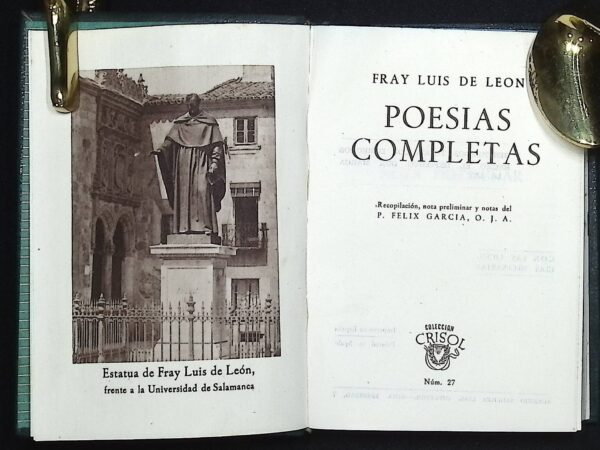 Estatua de Fray Luis de León,
frente a la Universidad de Salamanca
FRAY LUIS DE LEON
POESIAS
COMPLETAS
Recopilación, nota preliminar y notas del
P. FELIX GARCIA, O. J. A.
COLECCION
CRISOL
Núm. 27